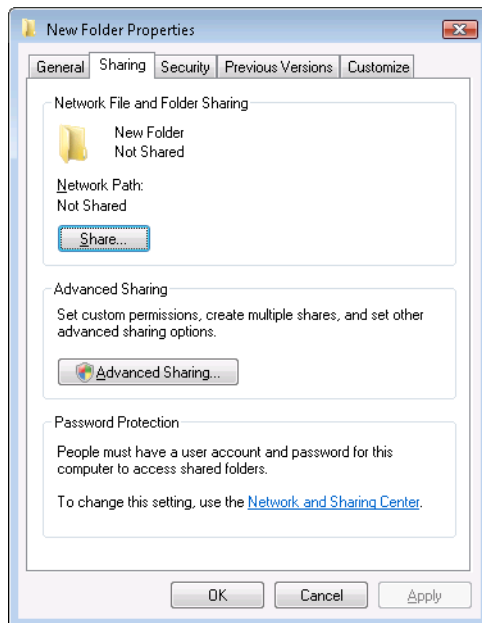 New Folder Properties
General Sharing Security Previous Versions Customize
Network File and Folder Sharing
New Folder
Not Shared
Network Path:
Not Shared
Share...
Advanced Sharing
Set custom permissions, create multiple shares, and set other
advanced sharing options.
Advanced Sharing...
Password Protection
People must have a user account and password for this
computer to access shared folders.
To change this setting, use the Network and Sharing Center.
OK Cancel Apply